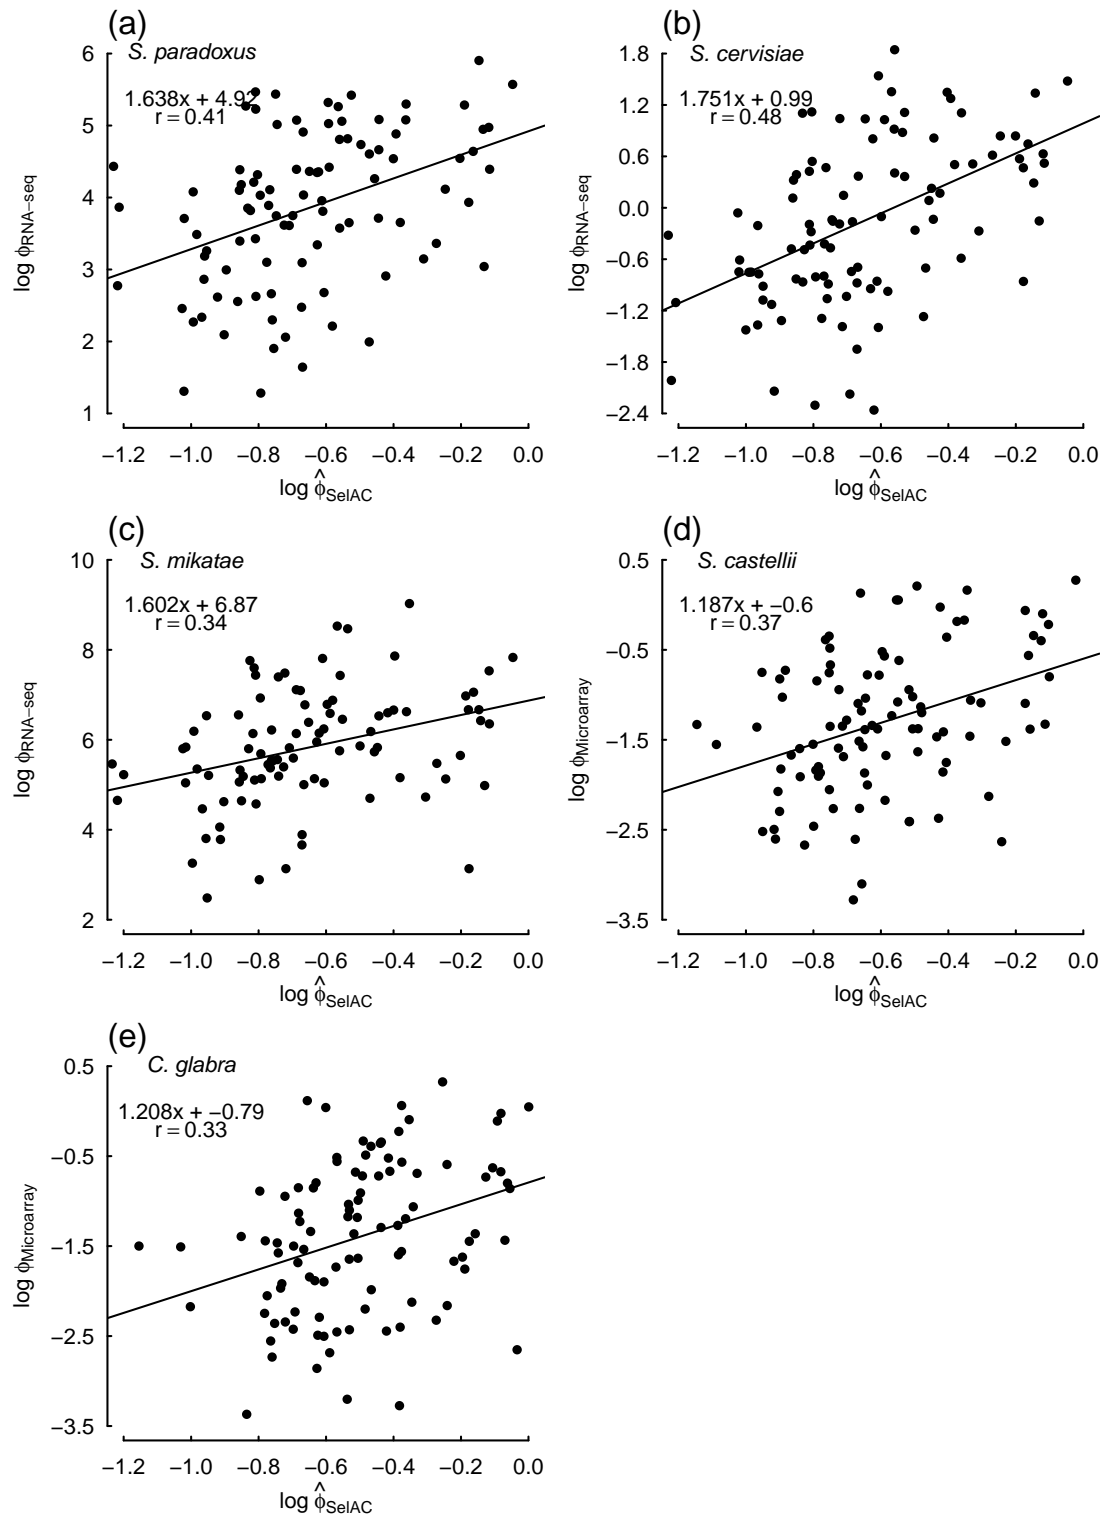 (a)
S. paradoxus
1.638x + 4.92
r = 0.41
6
5
4
3
2
1
log ϕRNA−seq
−1.2 −1.0 −0.8 −0.6 −0.4 −0.2 0.0
log ϕ̂SelAC
(b)
S. cervisiae
1.751x + 0.99
r = 0.48
1.8
1.2
0.6
0.0
−0.6
−1.2
−1.8
−2.4
log ϕRNA−seq
−1.2 −1.0 −0.8 −0.6 −0.4 −0.2 0.0
log ϕ̂SelAC
(c)
S. mikatae
1.602x + 6.87
r = 0.34
10
8
6
4
2
log ϕRNA−seq
−1.2 −1.0 −0.8 −0.6 −0.4 −0.2 0.0
log ϕ̂SelAC
(d)
S. castellii
1.187x + −0.6
r = 0.37
0.5
−0.5
−1.5
−2.5
−3.5
log ϕMicroarray
−1.2 −1.0 −0.8 −0.6 −0.4 −0.2 0.0
log ϕ̂SelAC
(e)
C. glabra
1.208x + −0.79
r = 0.33
0.5
−0.5
−1.5
−2.5
−3.5
log ϕMicroarray
−1.2 −1.0 −0.8 −0.6 −0.4 −0.2 0.0
log ϕ̂SelAC